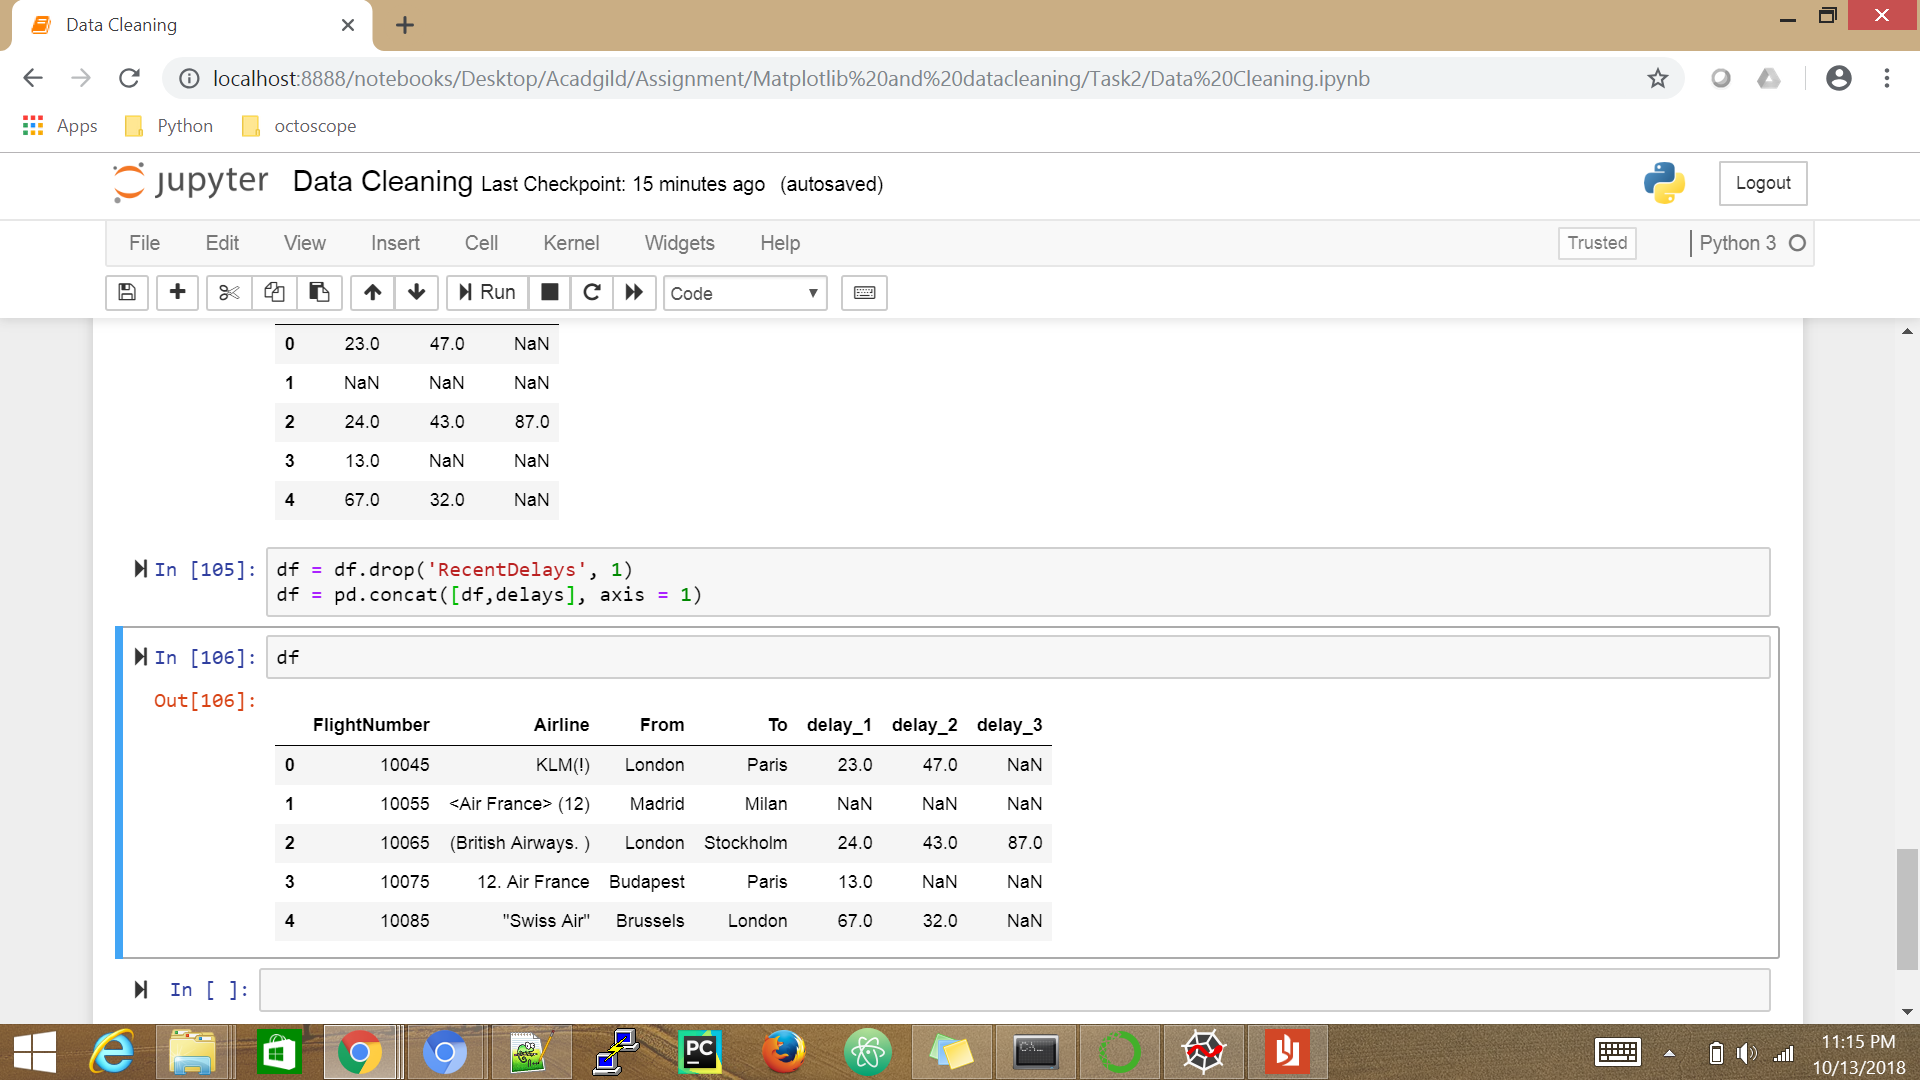 Data Cleaning
localhost:8888/notebooks/Desktop/Acadgild/Assignment/Matplotlib%20and%20datacleaning/Task2/Data%20Cleaning.ipynb
Apps Python octoscope
jupyter Data Cleaning Last Checkpoint: 15 minutes ago (autosaved) Logout
File Edit View Insert Cell Kernel Widgets Help Trusted Python 3
Run Code
0 23.0 47.0 NaN
1 NaN NaN NaN
2 24.0 43.0 87.0
3 13.0 NaN NaN
4 67.0 32.0 NaN
In [105]: df = df.drop('RecentDelays', 1)
df = pd.concat([df,delays], axis = 1)
In [106]: df
Out[106]:
FlightNumber Airline From To delay_1 delay_2 delay_3
0 10045 KLM(!) London Paris 23.0 47.0 NaN
1 10055 <Air France> (12) Madrid Milan NaN NaN NaN
2 10065 (British Airways. ) London Stockholm 24.0 43.0 87.0
3 10075 12. Air France Budapest Paris 13.0 NaN NaN
4 10085 "Swiss Air" Brussels London 67.0 32.0 NaN
In [ ]:
PC
C:\_
11:15 PM
10/13/2018